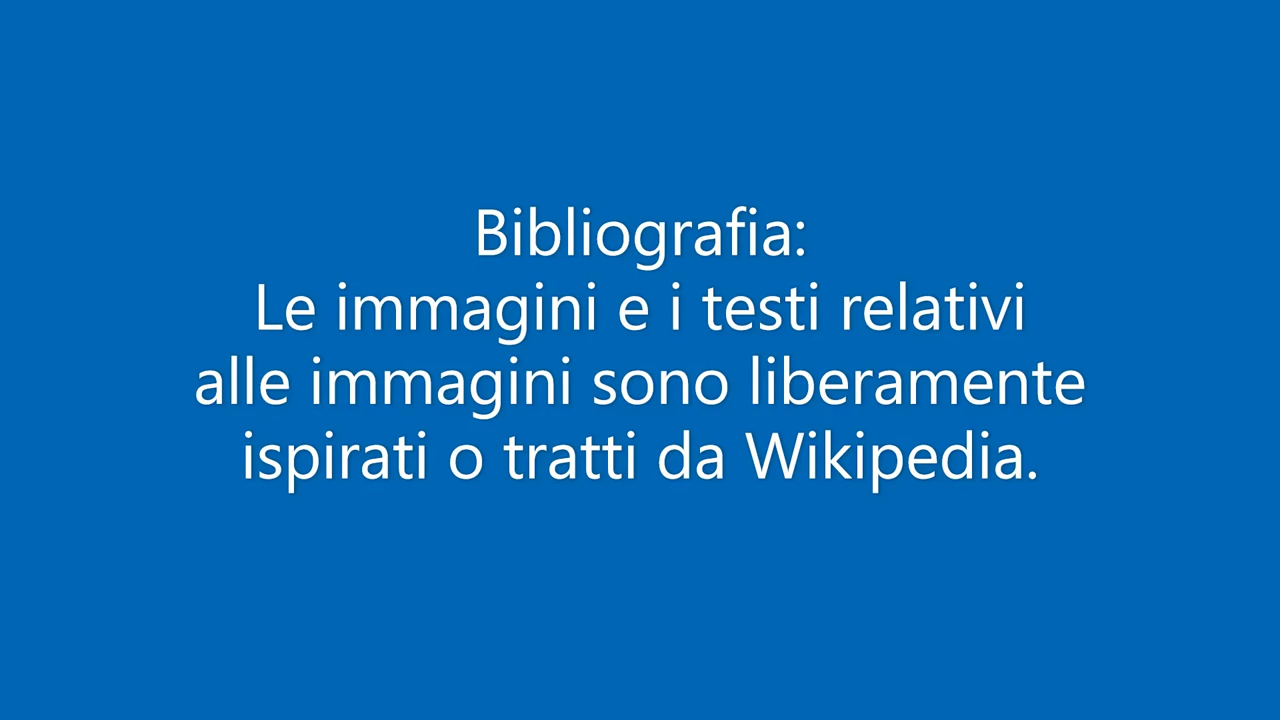 Bibliografia:
Le immagini e i testi relativi
alle immagini sono liberamente
ispirati o tratti da Wikipedia.